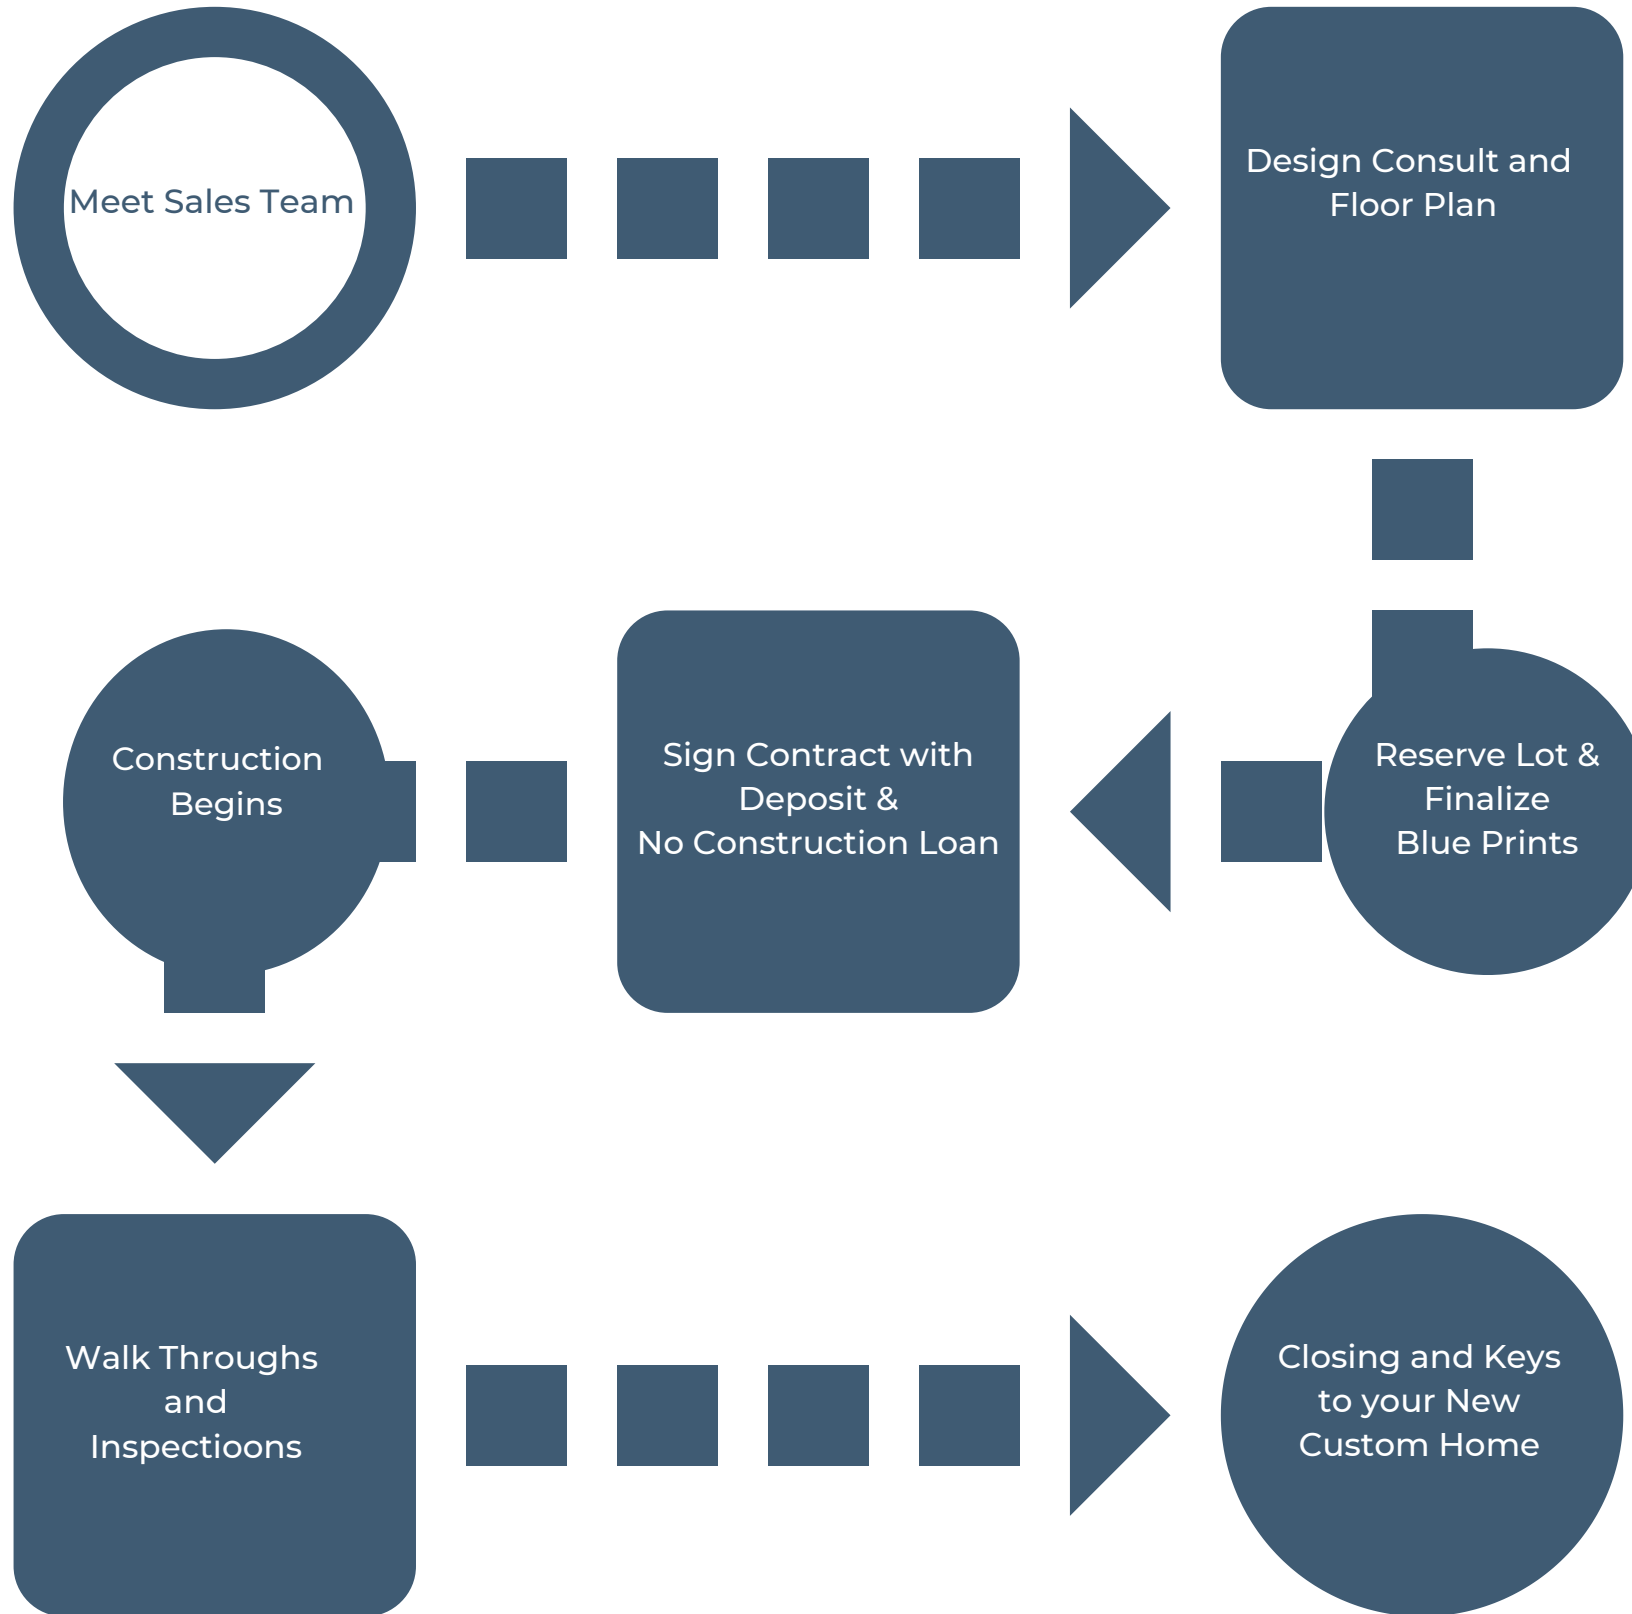 Meet Sales Team
Design Consult and
Floor Plan
Reserve Lot &
Finalize
Blue Prints
Sign Contract with
Deposit &
No Construction Loan
Construction
Begins
Walk Throughs
and
Inspectioons
Closing and Keys
to your New
Custom Home